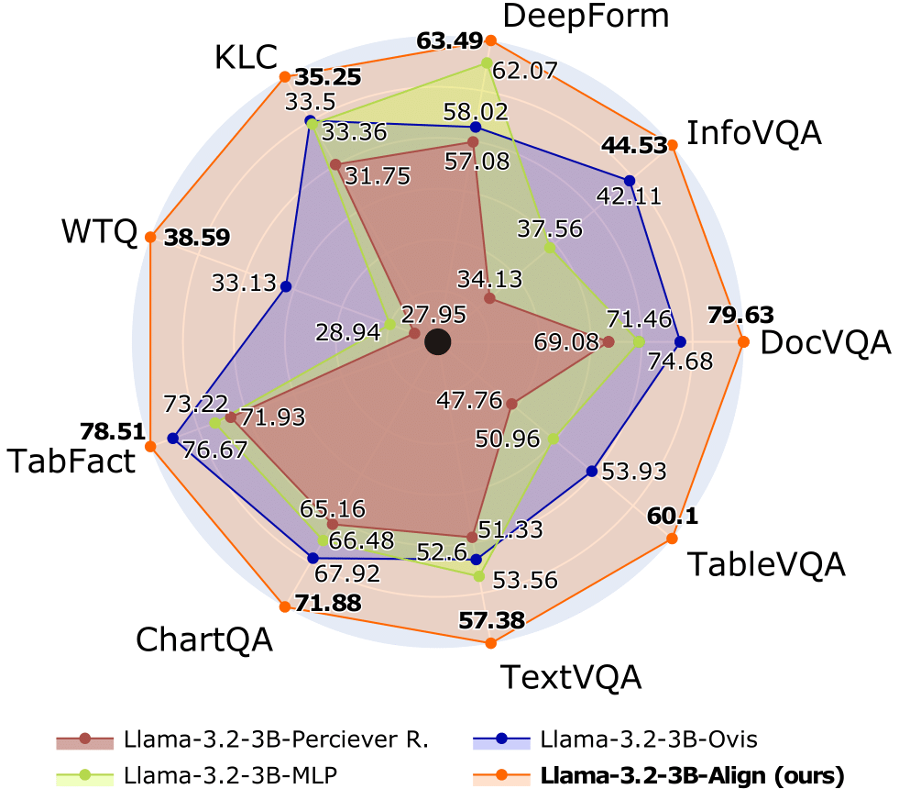 DeepForm
63.49
62.07
KLC
35.25
33.5
33.36
58.02
57.08
31.75
InfoVQA
44.53
42.11
WTQ
38.59
37.56
33.13
34.13
27.95
28.94
71.46
79.63
69.08
74.68
DocVQA
47.76
50.96
73.22
71.93
78.51
76.67
TabFact
53.93
60.1
TableVQA
65.16
66.48
51.33
52.6
67.92
53.56
71.88
57.38
ChartQA
TextVQA
Llama-3.2-3B-Perciever R.
Llama-3.2-3B-Ovis
Llama-3.2-3B-MLP
Llama-3.2-3B-Align (ours)